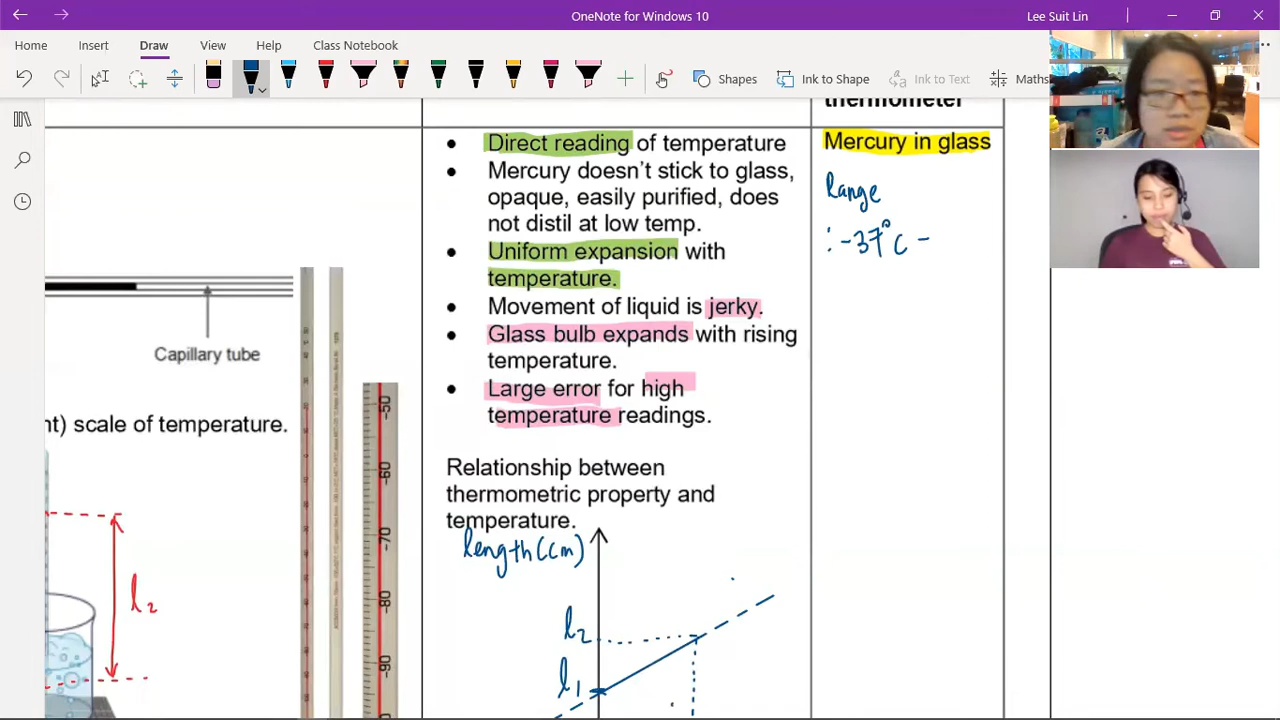 OneNote for Windows 10
Lee Suit Lin
Home Insert Draw View Help Class Notebook
Shapes Ink to Shape Ink to Text Maths
thermometer
• Direct reading of temperature
• Mercury doesn't stick to glass,
opaque, easily purified, does
not distil at low temp.
• Uniform expansion with
temperature.
• Movement of liquid is jerky.
• Glass bulb expands with rising
temperature.
• Large error for high
temperature readings.
Mercury in glass
Range
: -37°C -
Capillary tube
nt) scale of temperature.
l₂
-50
-60
-70
-80
-90
Relationship between
thermometric property and
temperature.
length (cm)
l₂
l₁